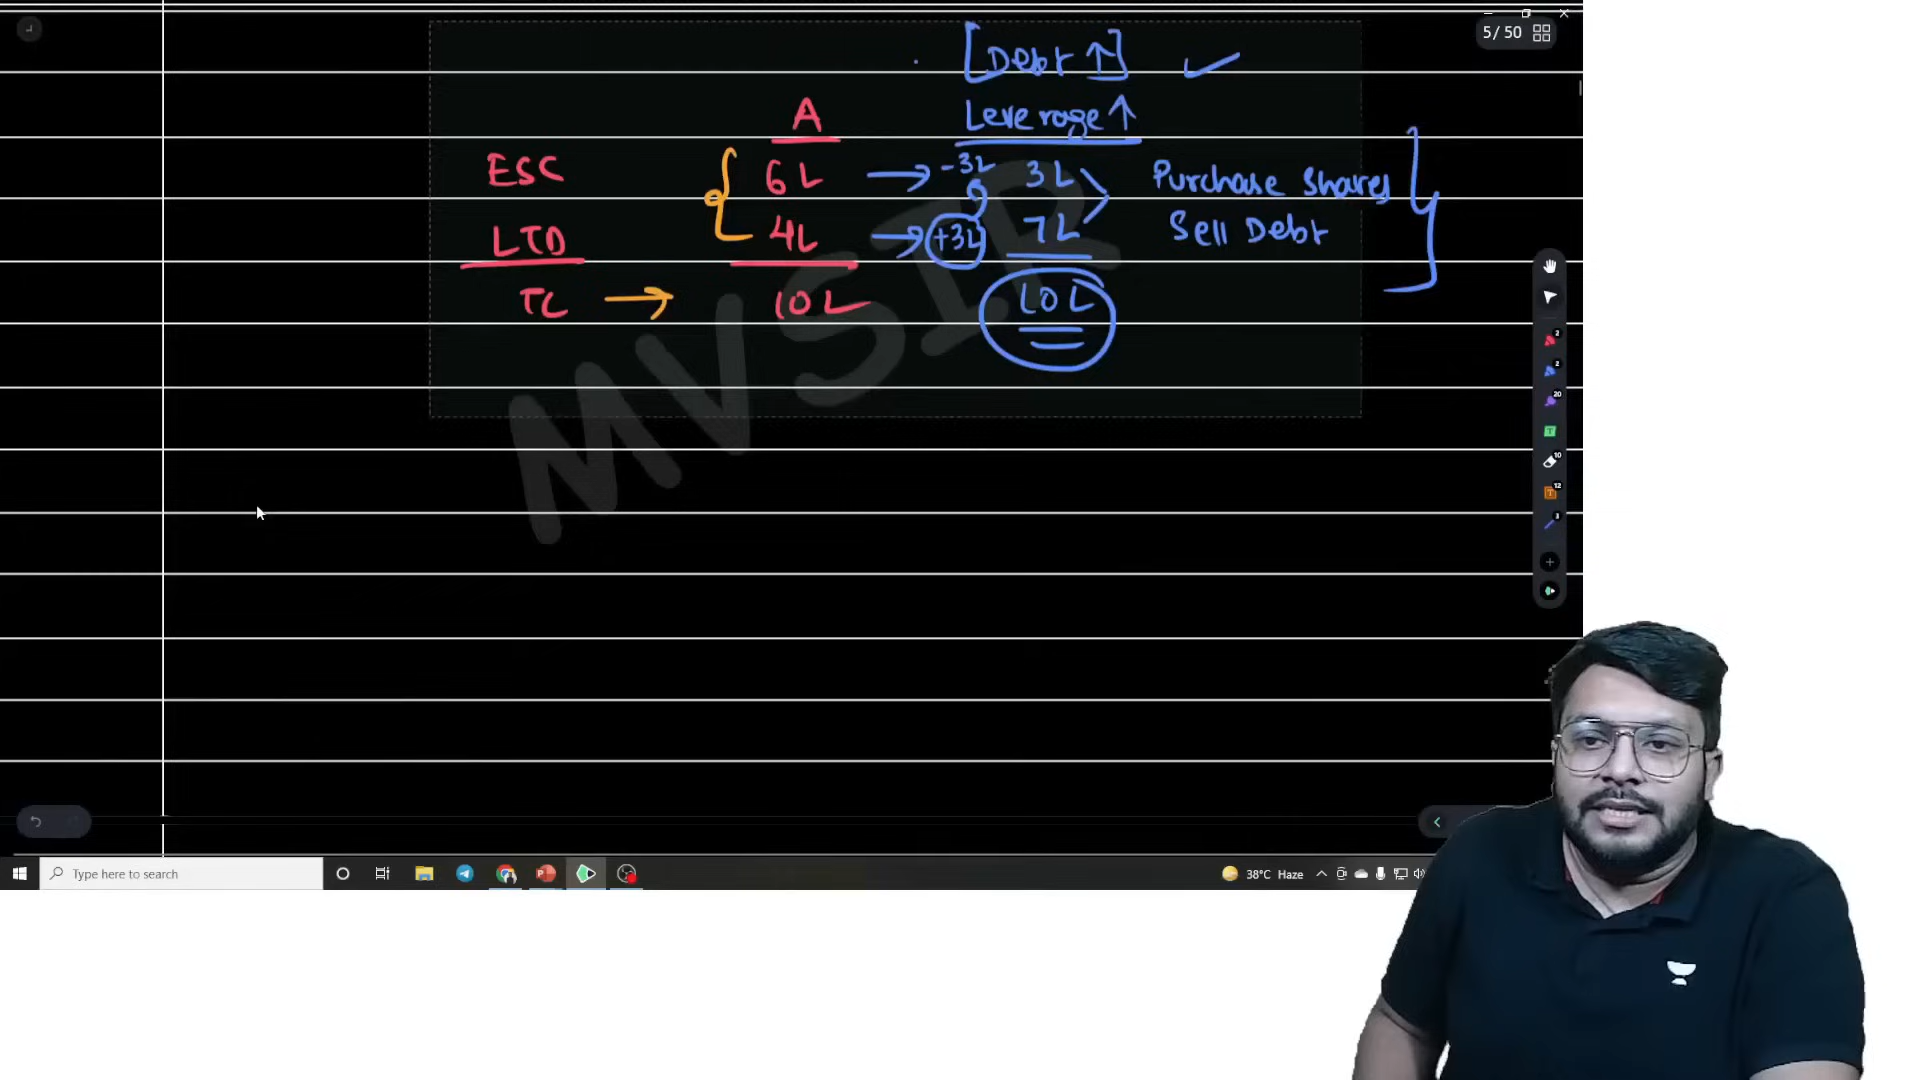 5/ 50
[Debt ↑] ✓
A
Leverage ↑
ESC 6L → -3L 3L Purchase Shares
LTD 4L → +3L 7L Sell Debt
TC → 10L 10L
MVSIR
Type here to search
38°C Haze